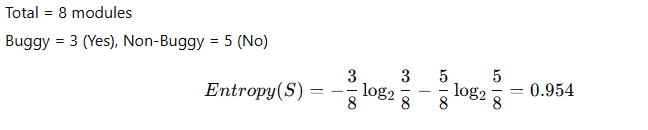 Total = 8 modules
Buggy = 3 (Yes), Non-Buggy = 5 (No)
Entropy(S) = −3/8 log₂ 3/8 − 5/8 log₂ 5/8 = 0.954